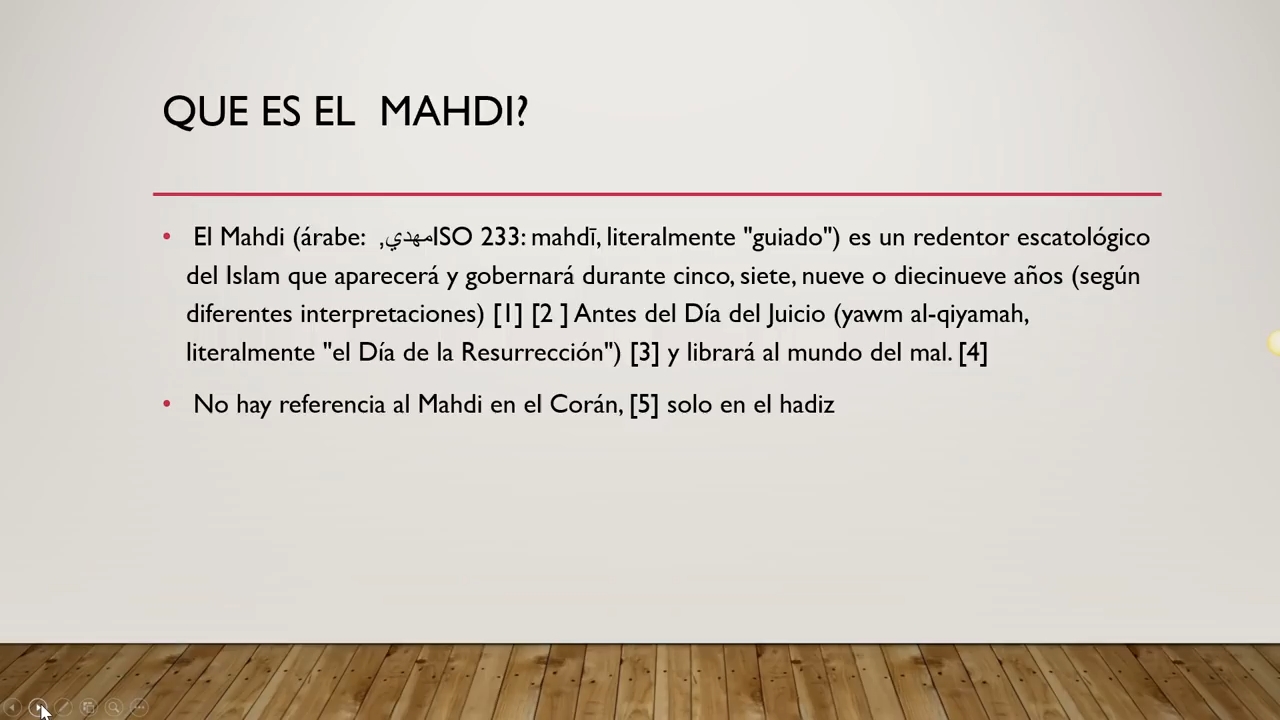 QUE ES EL  MAHDI?
• El Mahdi (árabe: مهدي, ISO 233: mahdī, literalmente "guiado") es un redentor escatológico
del Islam que aparecerá y gobernará durante cinco, siete, nueve o diecinueve años (según
diferentes interpretaciones) [1] [2 ] Antes del Día del Juicio (yawm al-qiyamah,
literalmente "el Día de la Resurrección") [3] y librará al mundo del mal. [4]
• No hay referencia al Mahdi en el Corán, [5] solo en el hadiz